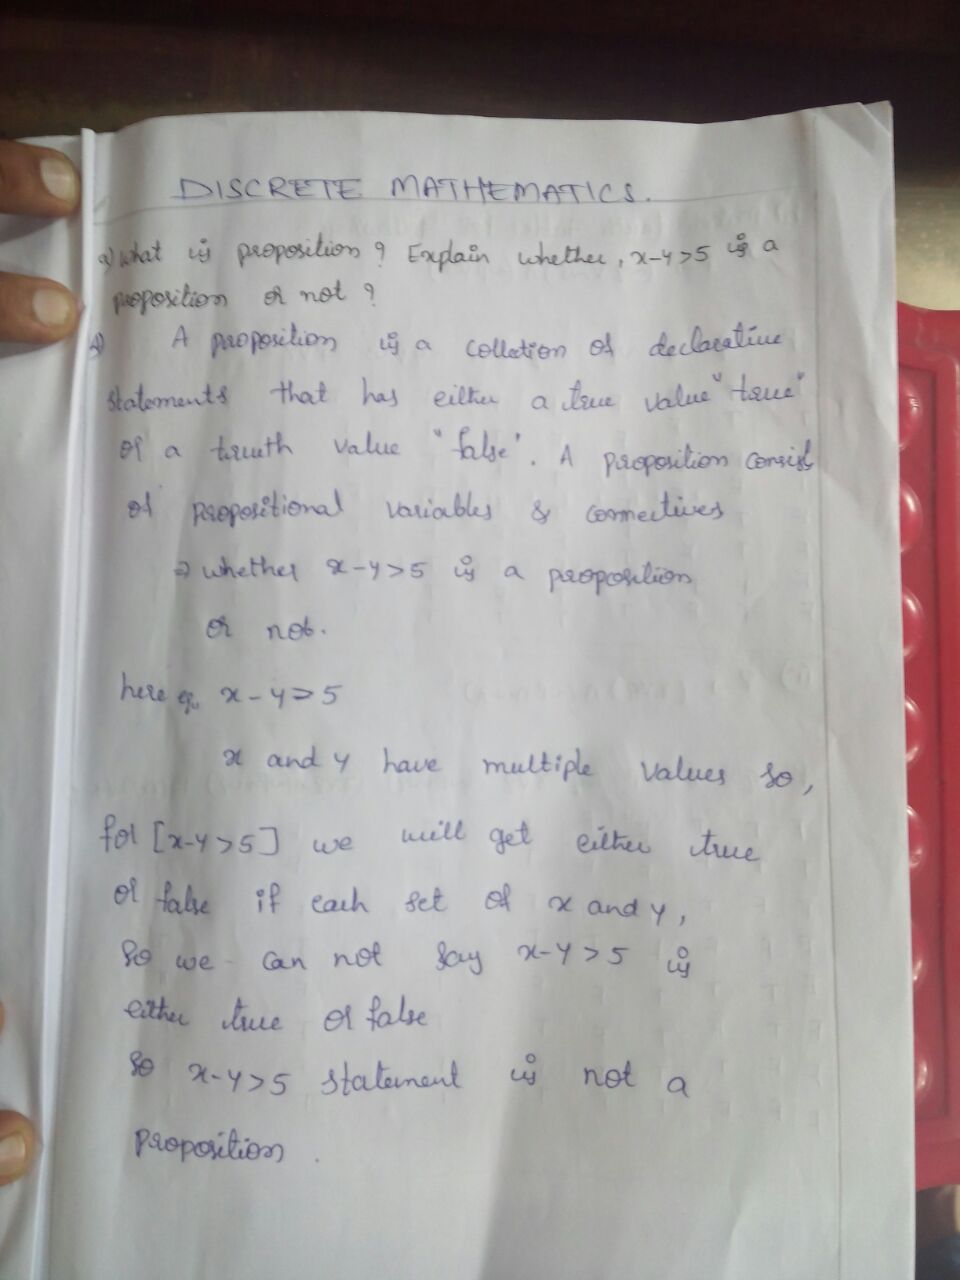 DISCRETE MATHEMATICS.
Q) What is proposition? Explain whether, x-y>5 is a
proposition or not?
A) A proposition is a collection of declarative
statements that has either a true value "true"
or a truth value "false". A proposition consist
of propositional variables & connectives
⇒ whether x-y>5 is a proposition
or not.
here eq. x-y>5
x and y have multiple values so,
for [x-y>5] we will get either true
or false if each set of x and y,
so we can not say x-y>5 is
either true or false
so x-y>5 statement is not a
proposition.